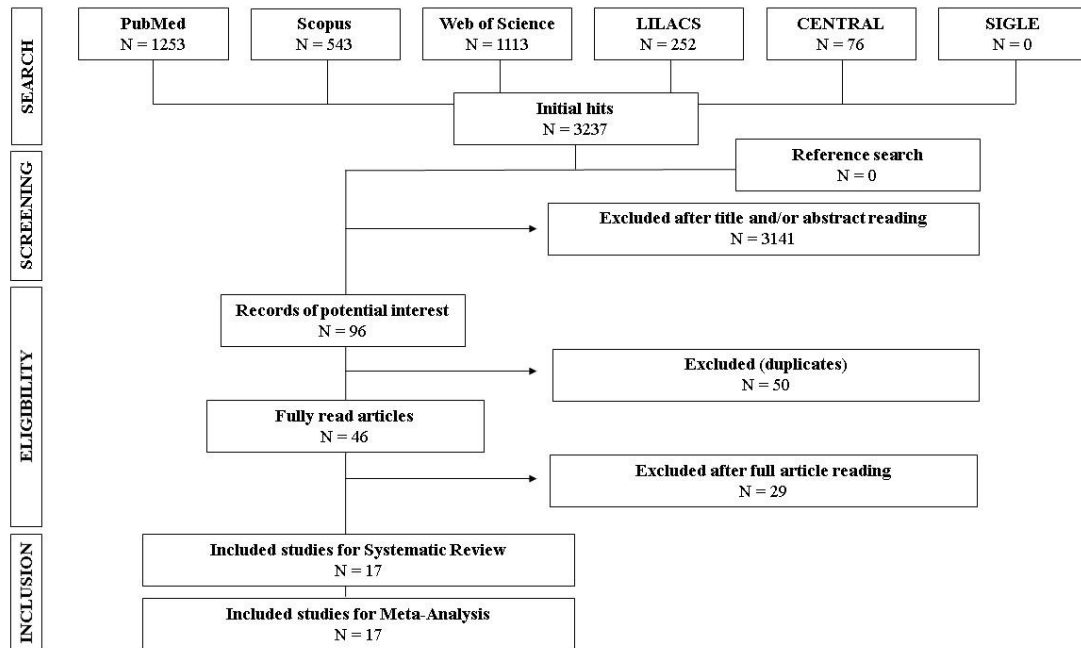 SEARCH
PubMed
N = 1253
Scopus
N = 543
Web of Science
N = 1113
LILACS
N = 252
CENTRAL
N = 76
SIGLE
N = 0
Initial hits
N = 3237
SCREENING
Reference search
N = 0
Excluded after title and/or abstract reading
N = 3141
ELIGIBILITY
Records of potential interest
N = 96
Excluded (duplicates)
N = 50
Fully read articles
N = 46
Excluded after full article reading
N = 29
INCLUSION
Included studies for Systematic Review
N = 17
Included studies for Meta-Analysis
N = 17